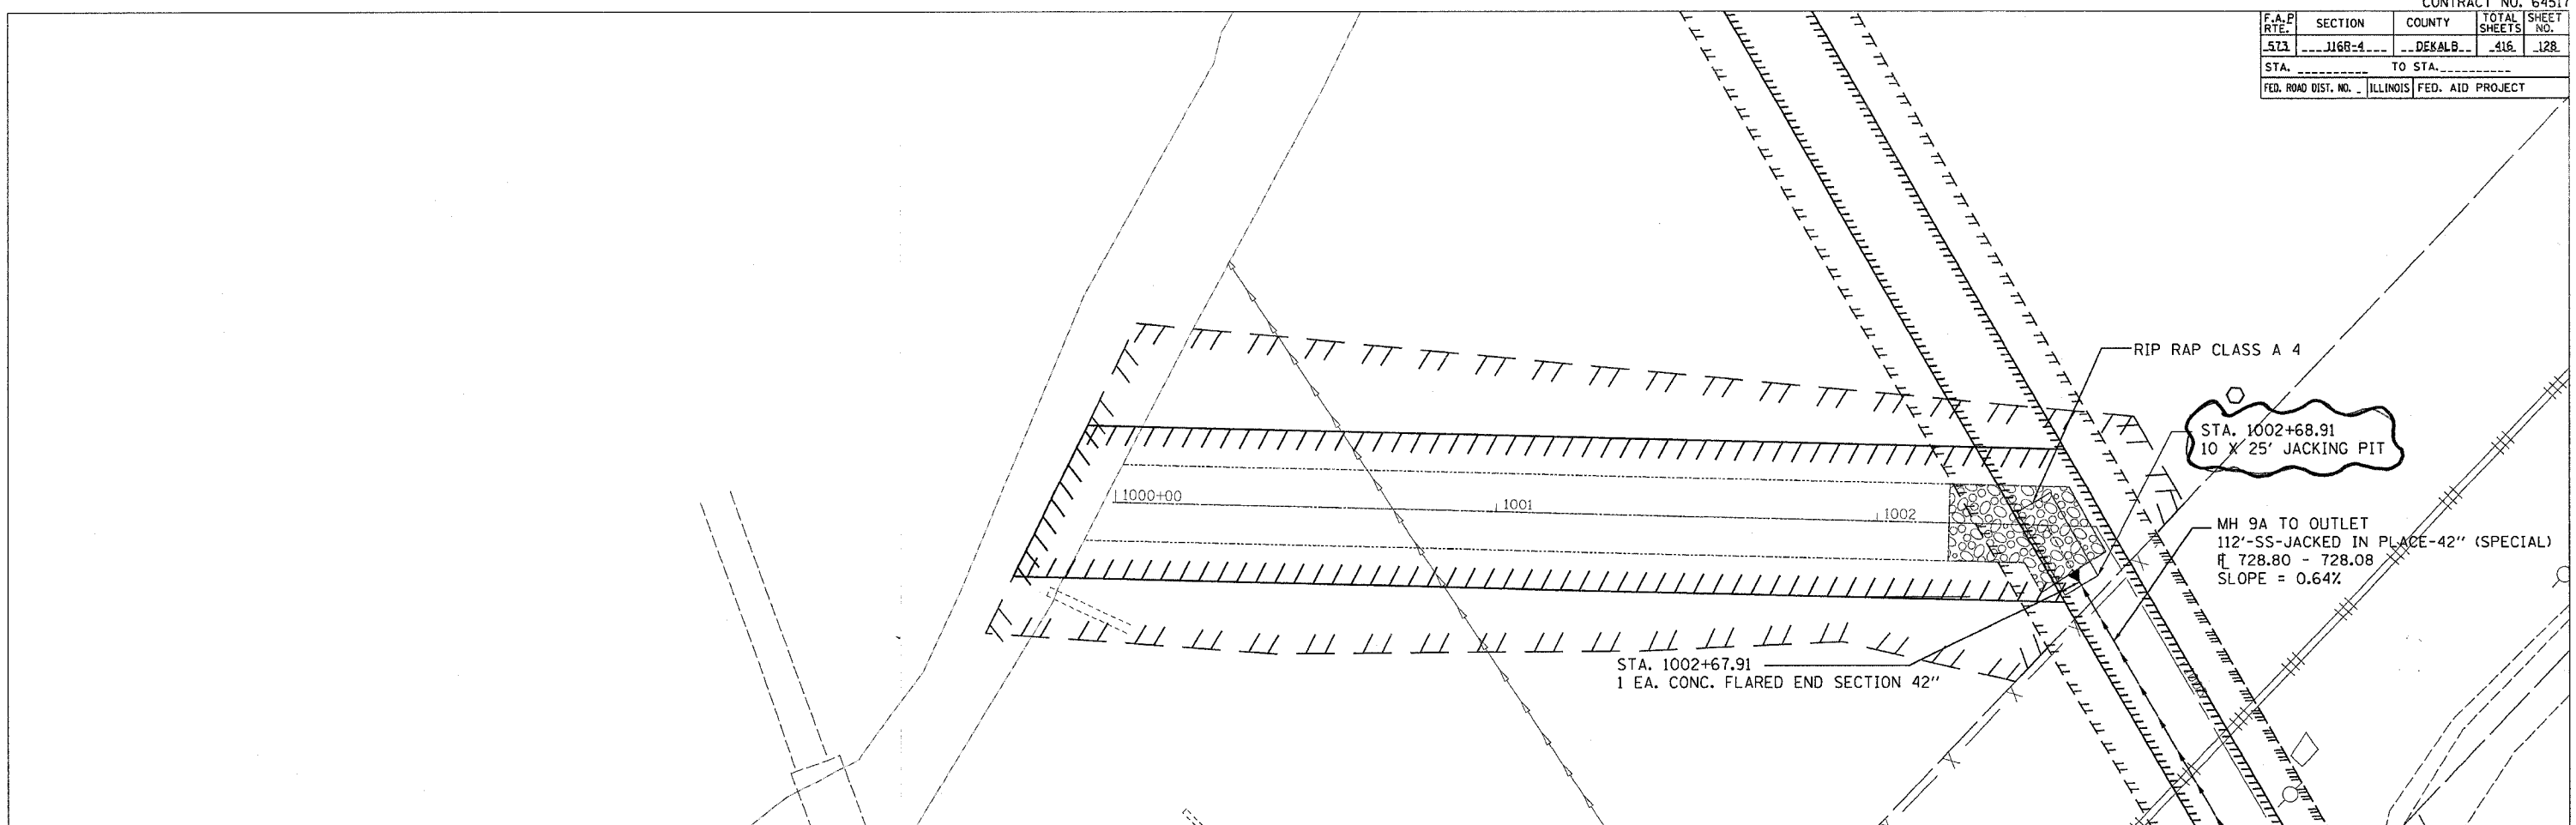 CONTRACT NO. 64517
F.A.P. RTE. SECTION COUNTY TOTAL SHEETS SHEET NO.
573 116R-4 DEKALB 416 128
STA. TO STA.
FED. ROAD DIST. NO. ILLINOIS FED. AID PROJECT
RIP RAP CLASS A 4
STA. 1002+68.91
10 X 25' JACKING PIT
1000+00
1001
1002
MH 9A TO OUTLET
112'-SS-JACKED IN PLACE-42" (SPECIAL)
FL 728.80 - 728.08
SLOPE = 0.64%
STA. 1002+67.91
1 EA. CONC. FLARED END SECTION 42"